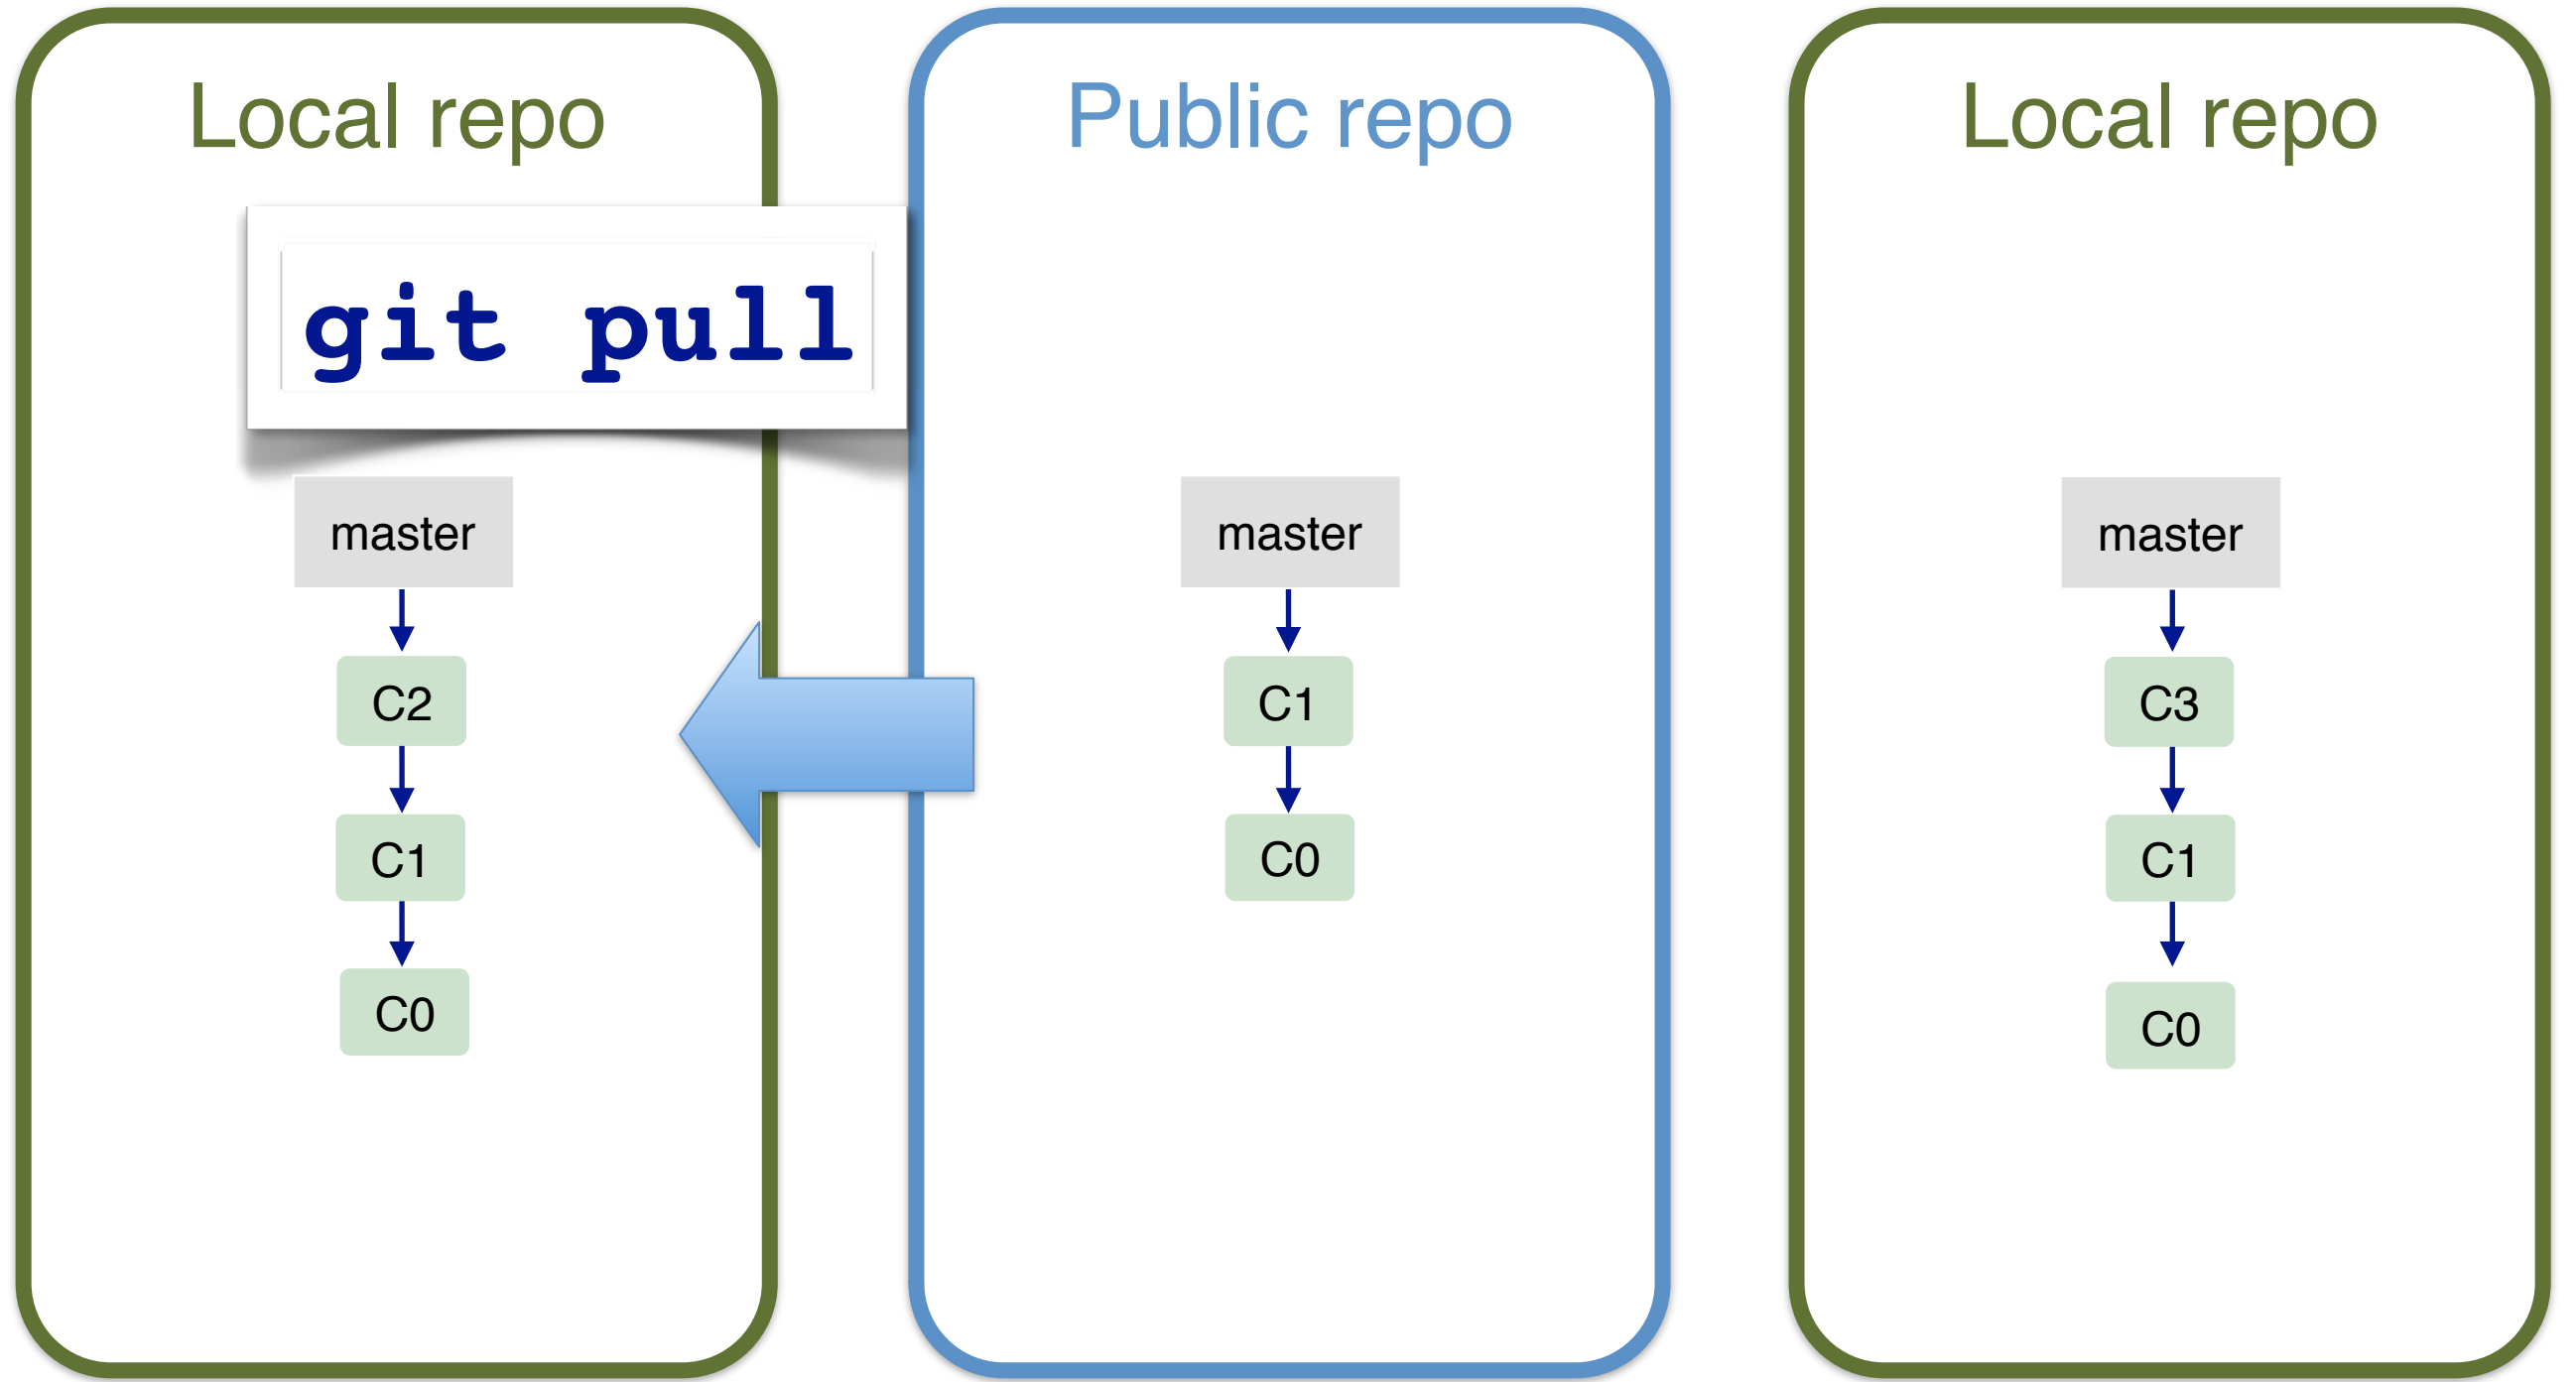 Local repo
git pull
master
C2
C1
C0
Public repo
master
C1
C0
Local repo
master
C3
C1
C0